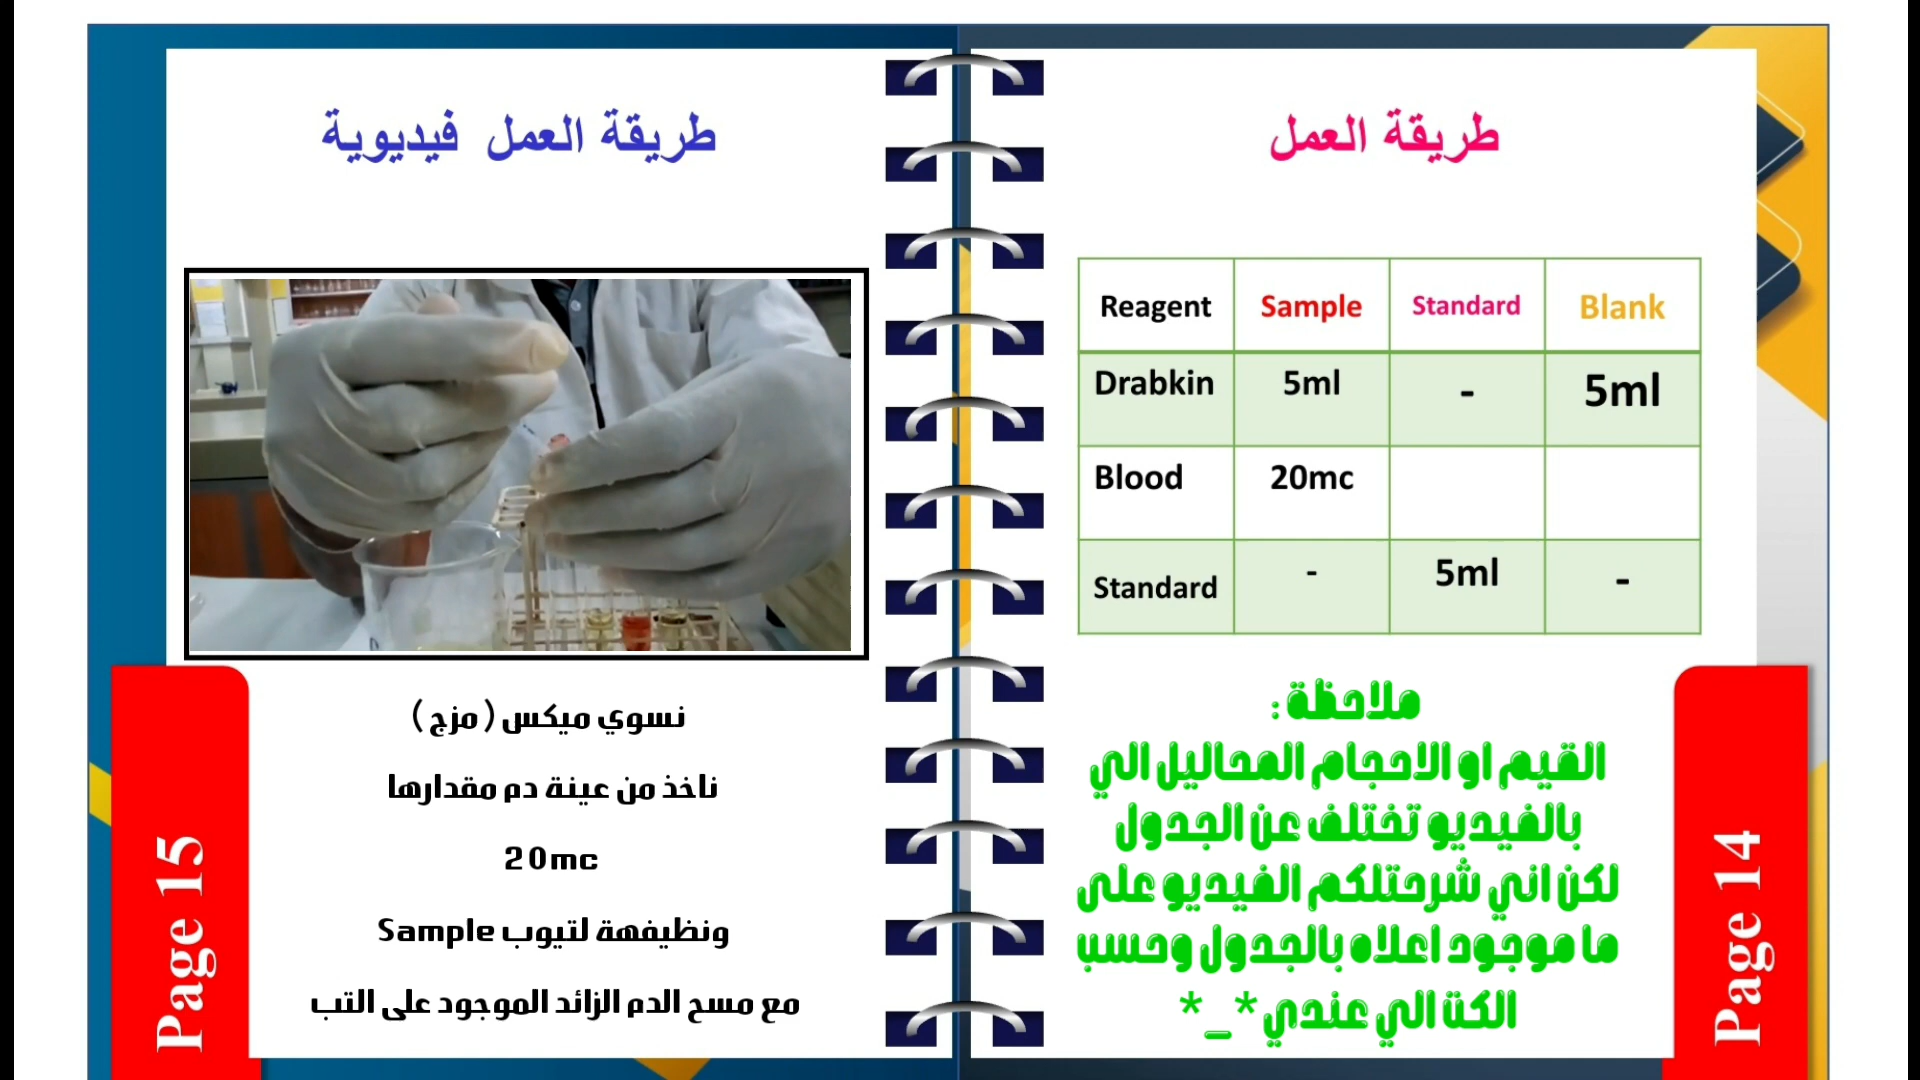 طريقة العمل
Reagent Sample Standard Blank
Drabkin 5ml - 5ml
Blood 20mc
Standard - 5ml -
ملاحظة :
القيم او الاحجام المحاليل الي
بالفيديو تختلف عن الجدول
لكن اني شرحتلكم الفيديو على
ما موجود اعلاه بالجدول وحسب
الكت الي عندي *_*
Page 14
طريقة العمل فيديوية
نسوي ميكس (مزج)
ناخذ من عينة دم مقدارها
20mc
ونظيفهة لتيوب Sample
مع مسح الدم الزائد الموجود على التب
Page 15